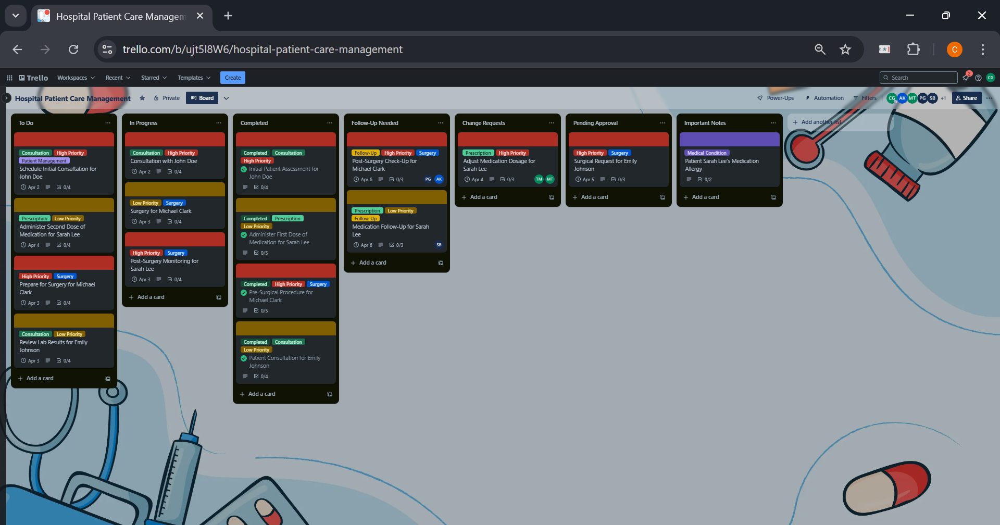 Hospital Patient Care Managem
trello.com/b/ujt5l8W6/hospital-patient-care-management
C
Trello
Workspaces
Recent
Starred
Templates
Create
Search
2
CG
Hospital Patient Care Management
Private
Board
Power-Ups
Automation
Filters
CG
AK
MT
PG
SB
+1
Share
To Do
Consultation High Priority
Patient Management
Schedule Initial Consultation for
John Doe
Apr 2 0/4
Prescription Low Priority
Administer Second Dose of
Medication for Sarah Lee
Apr 4 0/4
High Priority Surgery
Prepare for Surgery for Michael
Clark
Apr 3 0/4
Consultation Low Priority
Review Lab Results for Emily
Johnson
Apr 3 0/4
+ Add a card
In Progress
Consultation High Priority
Consultation with John Doe
Apr 2 0/4
Low Priority Surgery
Surgery for Michael Clark
Apr 3 0/4
High Priority Surgery
Post-Surgery Monitoring for
Sarah Lee
Apr 3 0/4
+ Add a card
Completed
Completed Consultation
High Priority
Initial Patient Assessment for
John Doe
0/4
Completed Prescription
Low Priority
Administer First Dose of
Medication for Sarah Lee
0/5
Completed High Priority Surgery
Pre-Surgical Procedure for
Michael Clark
0/5
Completed Consultation
Low Priority
Patient Consultation for Emily
Johnson
0/4
+ Add a card
Follow-Up Needed
Follow-Up High Priority Surgery
Post-Surgery Check-Up for
Michael Clark
Apr 6 0/3 PG AK
Prescription Low Priority
Follow-Up
Medication Follow-Up for Sarah
Lee
Apr 6 0/3 SB
+ Add a card
Change Requests
Prescription High Priority
Adjust Medication Dosage for
Sarah Lee
Apr 4 0/3 TM MT
+ Add a card
Pending Approval
High Priority Surgery
Surgical Request for Emily
Johnson
Apr 5 0/3
+ Add a card
Important Notes
Medical Condition
Patient Sarah Lee's Medication
Allergy
0/2
+ Add a card
+ Add another list